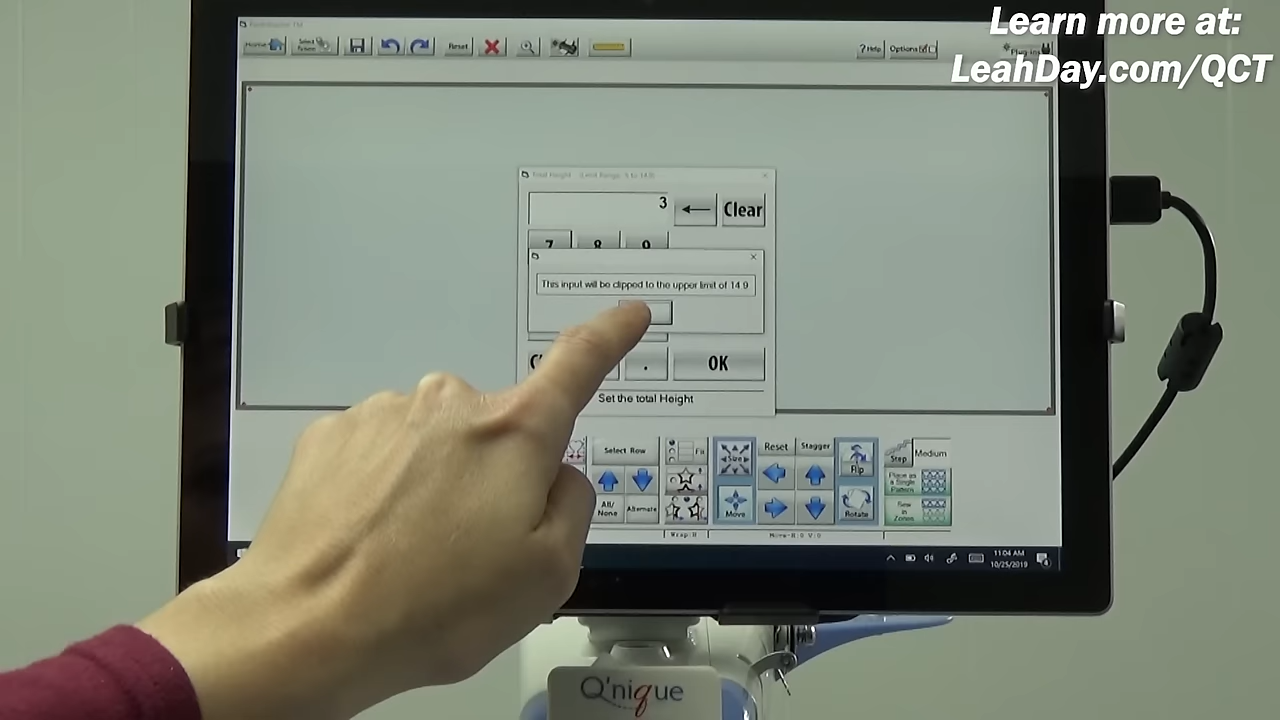 Learn more at:
LeahDay.com/QCT
Reset
? Help
Options
Total Height
3
Clear
7 8 9
This input will be clipped to the upper limit of 14 9
.
OK
Set the total Height
Select Row
All/
None
Alternate
Size
Move
Reset
Stagger
Flip
Rotate
Step
Medium
Place as
a Single
Pattern
Sew
in
Zones
11:04 AM
10/25/2019
Q'nique